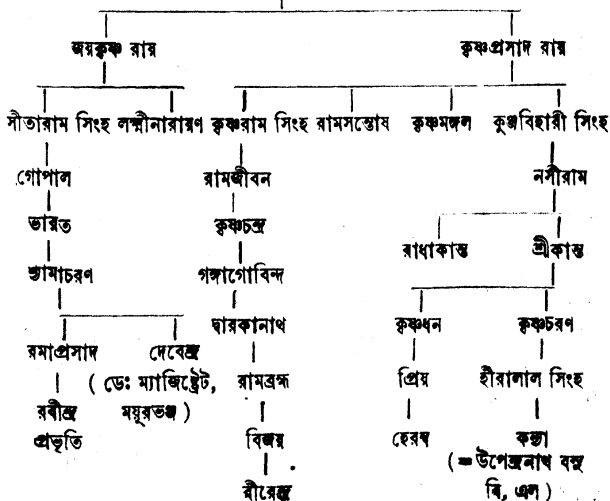 জয়কৃষ্ণ রায় কৃষ্ণপ্রসাদ রায়
সীতারাম সিংহ লক্ষ্মীনারায়ণ কৃষ্ণরাম সিংহ রামসন্তোষ কৃষ্ণমঙ্গল কুঞ্জবিহারী সিংহ
গোপাল রামজীবন নসীরাম
ভারত কৃষ্ণচন্দ্র
রাধাকান্ত শ্রীকান্ত
শ্যামাচরণ গঙ্গাগোবিন্দ
দ্বারকানাথ কৃষ্ণধন কৃষ্ণচরণ
রমাপ্রসাদ দেবেন্দ্র
( ডেঃ ম্যাজিষ্ট্রেট, রামব্রহ্ম প্রিয় হীরালাল সিংহ
রবীন্দ্র ময়ূরভঞ্জ )
প্রভৃতি বিজয় হেরম্ব কন্যা
(= উপেন্দ্রনাথ বসু
বীরেন্দ্র বি, এল )